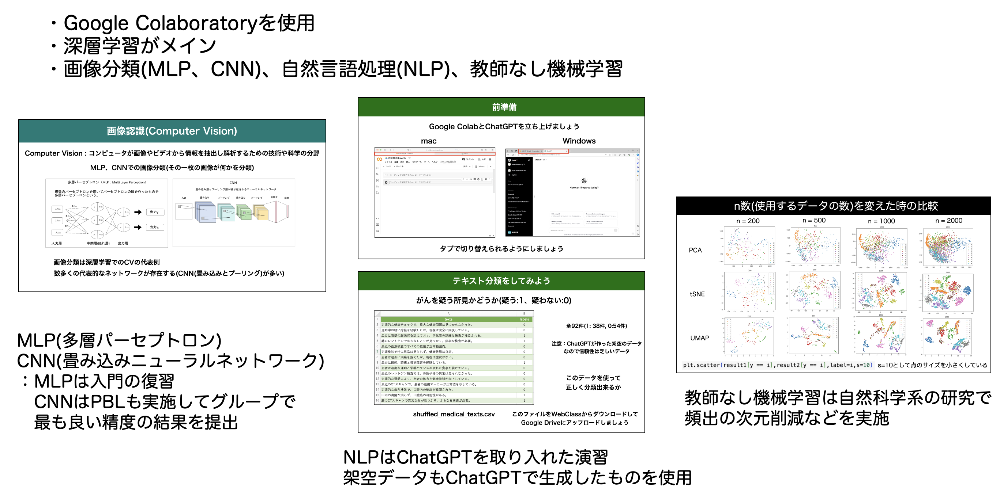 ・Google Colaboratoryを使用
・深層学習がメイン
・画像分類(MLP、CNN)、自然言語処理(NLP)、教師なし機械学習
画像認識(Computer Vision)
Computer Vision : コンピュータが画像やビデオから情報を抽出し解析するための技術や科学の分野
MLP、CNNでの画像分類(その一枚の画像が何かを分類)
多層パーセプトロン（MLP : Multi Layer Perceptron）
複数のパーセプトロンを用いてパーセプトロンの層を作ったものを
多層パーセプトロンという。
出力y₁
出力y₂
入力層 中間層(隠れ層) 出力層
CNN
畳み込み層とプーリング層が繰り返されるニューラルネットワーク
入力 畳み込み プーリング 畳み込み プーリング 全結合 出力
画像分類は深層学習でのCVの代表例
数多くの代表的なネットワークが存在する(CNN(畳み込みとプーリング)が多い)
MLP(多層パーセプトロン)
CNN(畳み込みニューラルネットワーク)
：MLPは入門の復習
CNNはPBLも実施してグループで
最も良い精度の結果を提出
前準備
Google ColabとChatGPTを立ち上げましょう
mac Windows
20240118.ipynb
ファイル 編集 表示 挿入 ランタイム ツール ヘルプ
コメント 共有
+ コード + テキスト
Colab AI
ChatGPT
ChatGPT 3.5
How can I help you today?
タブで切り替えられるようにしましょう
テキスト分類をしてみよう
がんを疑う所見かどうか(疑う:1、疑わない:0)
A B
1 texts labels
2 定期的な健康チェックで、重大な健康問題は見つからなかった。 0
3 運動中の軽い捻挫を経験したが、現在は完全に回復している。 0
4 患者は腹部の膨満感を訴えており、消化管の詳細な検査が推奨される。 1
5 肺のレントゲンで小さなしこりが見つかり、詳細な検査が必要。 1
6 最近の血液検査ですべての数値が正常範囲内。 0
7 定期検診で特に異常は見られず、健康状態は良好。 0
8 患者は過去に頭痛を訴えたが、現在は症状はない。 0
9 患者は最近、頭痛と視覚障害を経験している。 1
10 患者は適度な運動と栄養バランスの取れた食事を続けている。 0
11 最近のレントゲン検査では、骨折や骨の異常は見られなかった。 0
12 定期的な運動により、患者の体力と健康状態が向上している。 0
13 最近のCTスキャンで、患者の腫瘍マーカーが正常値を示している。 0
14 定期的な歯科検診で、口腔内の健康が確認された。 0
15 口内の潰瘍が治らず、口腔癌の可能性がある。 1
16 肺のCTスキャンで異常な影が見つかり、さらなる検査が必要。 1
全92件(1: 38件, 0:54件)
注意：ChatGPTが作った架空のデータ
なので信頼性は乏しいデータ
このデータを使って
正しく分類出来るか
shuffled_medical_texts.csv
このファイルをWebClassからダウンロードして
Google Driveにアップロードしましょう
NLPはChatGPTを取り入れた演習
架空データもChatGPTで生成したものを使用
n数(使用するデータの数)を変えた時の比較
n = 200 n = 500 n = 1000 n = 2000
PCA
tSNE
UMAP
plt.scatter(result1[y == i],result2[y == i],label=i,s=10) s=10として点のサイズを小さくしている
教師なし機械学習は自然科学系の研究で
頻出の次元削減などを実施